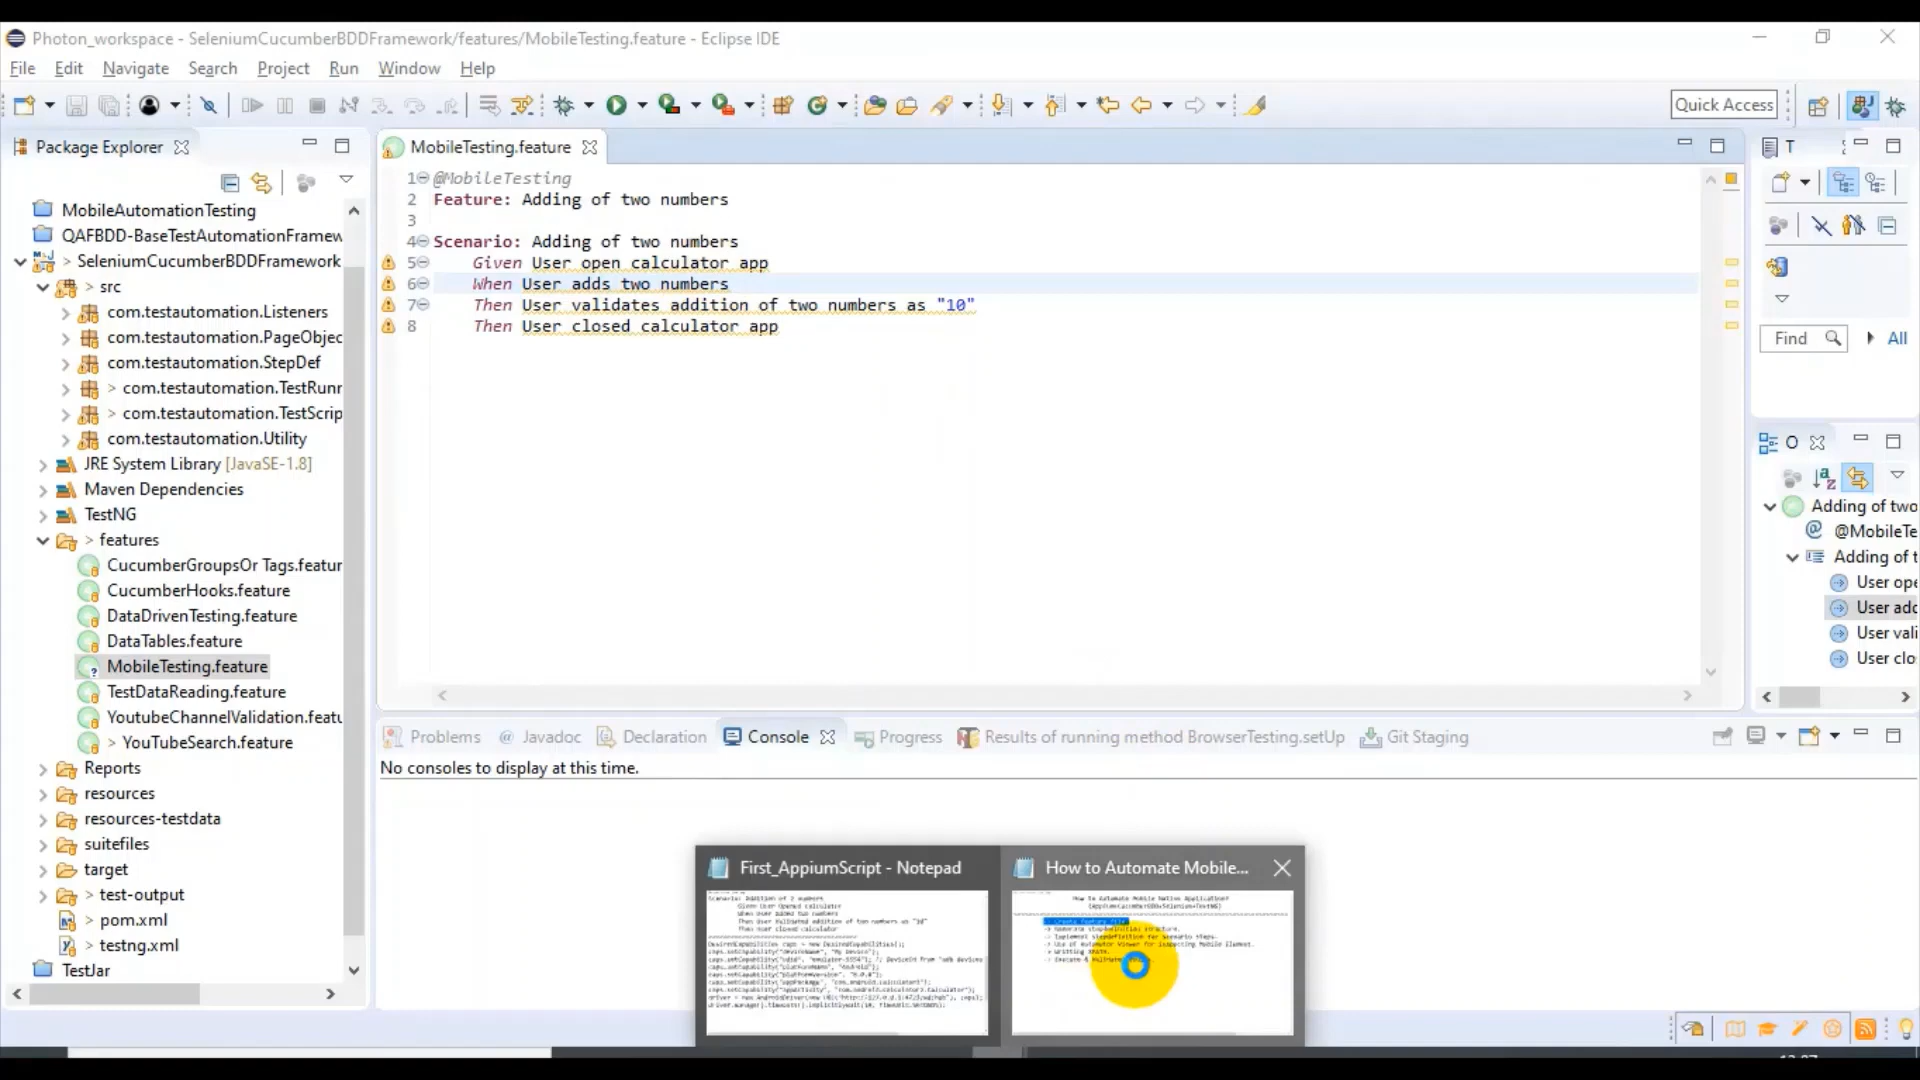 Photon_workspace - SeleniumCucumberBDDFramework/features/MobileTesting.feature - Eclipse IDE
File Edit Navigate Search Project Run Window Help
Quick Access
Package Explorer
MobileAutomationTesting
QAFBDD-BaseTestAutomationFramew
> SeleniumCucumberBDDFramework
> src
com.testautomation.Listeners
com.testautomation.PageObjec
com.testautomation.StepDef
> com.testautomation.TestRunr
> com.testautomation.TestScrip
com.testautomation.Utility
JRE System Library [JavaSE-1.8]
Maven Dependencies
TestNG
> features
CucumberGroupsOr Tags.featur
CucumberHooks.feature
DataDrivenTesting.feature
DataTables.feature
MobileTesting.feature
TestDataReading.feature
YoutubeChannelValidation.featu
> YouTubeSearch.feature
Reports
resources
resources-testdata
suitefiles
target
> test-output
> pom.xml
testng.xml
TestJar
MobileTesting.feature
1 @MobileTesting
2 Feature: Adding of two numbers
3
4 Scenario: Adding of two numbers
5 Given User open calculator app
6 When User adds two numbers
7 Then User validates addition of two numbers as "10"
8 Then User closed calculator app
T
Find All
O
Adding of two
@MobileTe
Adding of t
User ope
User add
User vali
User clo
Problems @ Javadoc Declaration Console Progress Results of running method BrowserTesting.setUp Git Staging
No consoles to display at this time.
First_AppiumScript - Notepad
How to Automate Mobile...